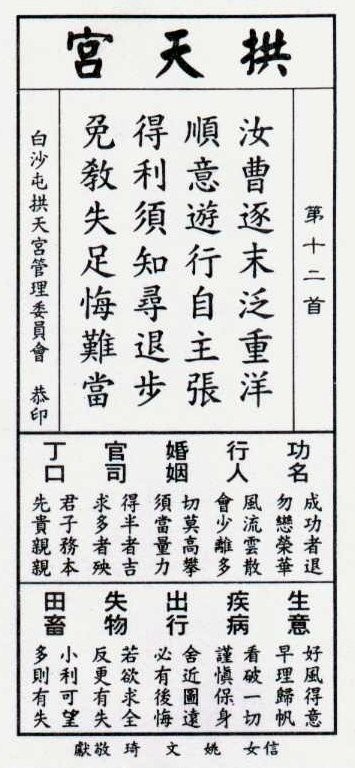 拱天宮
第十二首
汝曹逐末泛重洋
順意遊行自主張
得利須知尋退步
免教失足悔難當
白沙屯拱天宮管理委員會 恭印
功名
成功者退
勿戀榮華
行人
風流雲散
會少離多
婚姻
切莫高攀
須當量力
官司
得半者吉
求多者殃
丁口
君子務本
先貴親親
生意
好風得意
早理歸帆
疾病
看破一切
謹慎保身
出行
舍近圖遠
必有後悔
失物
若欲求全
反更有失
田畜
小利可望
多則有失
信女 姚文琦 敬獻